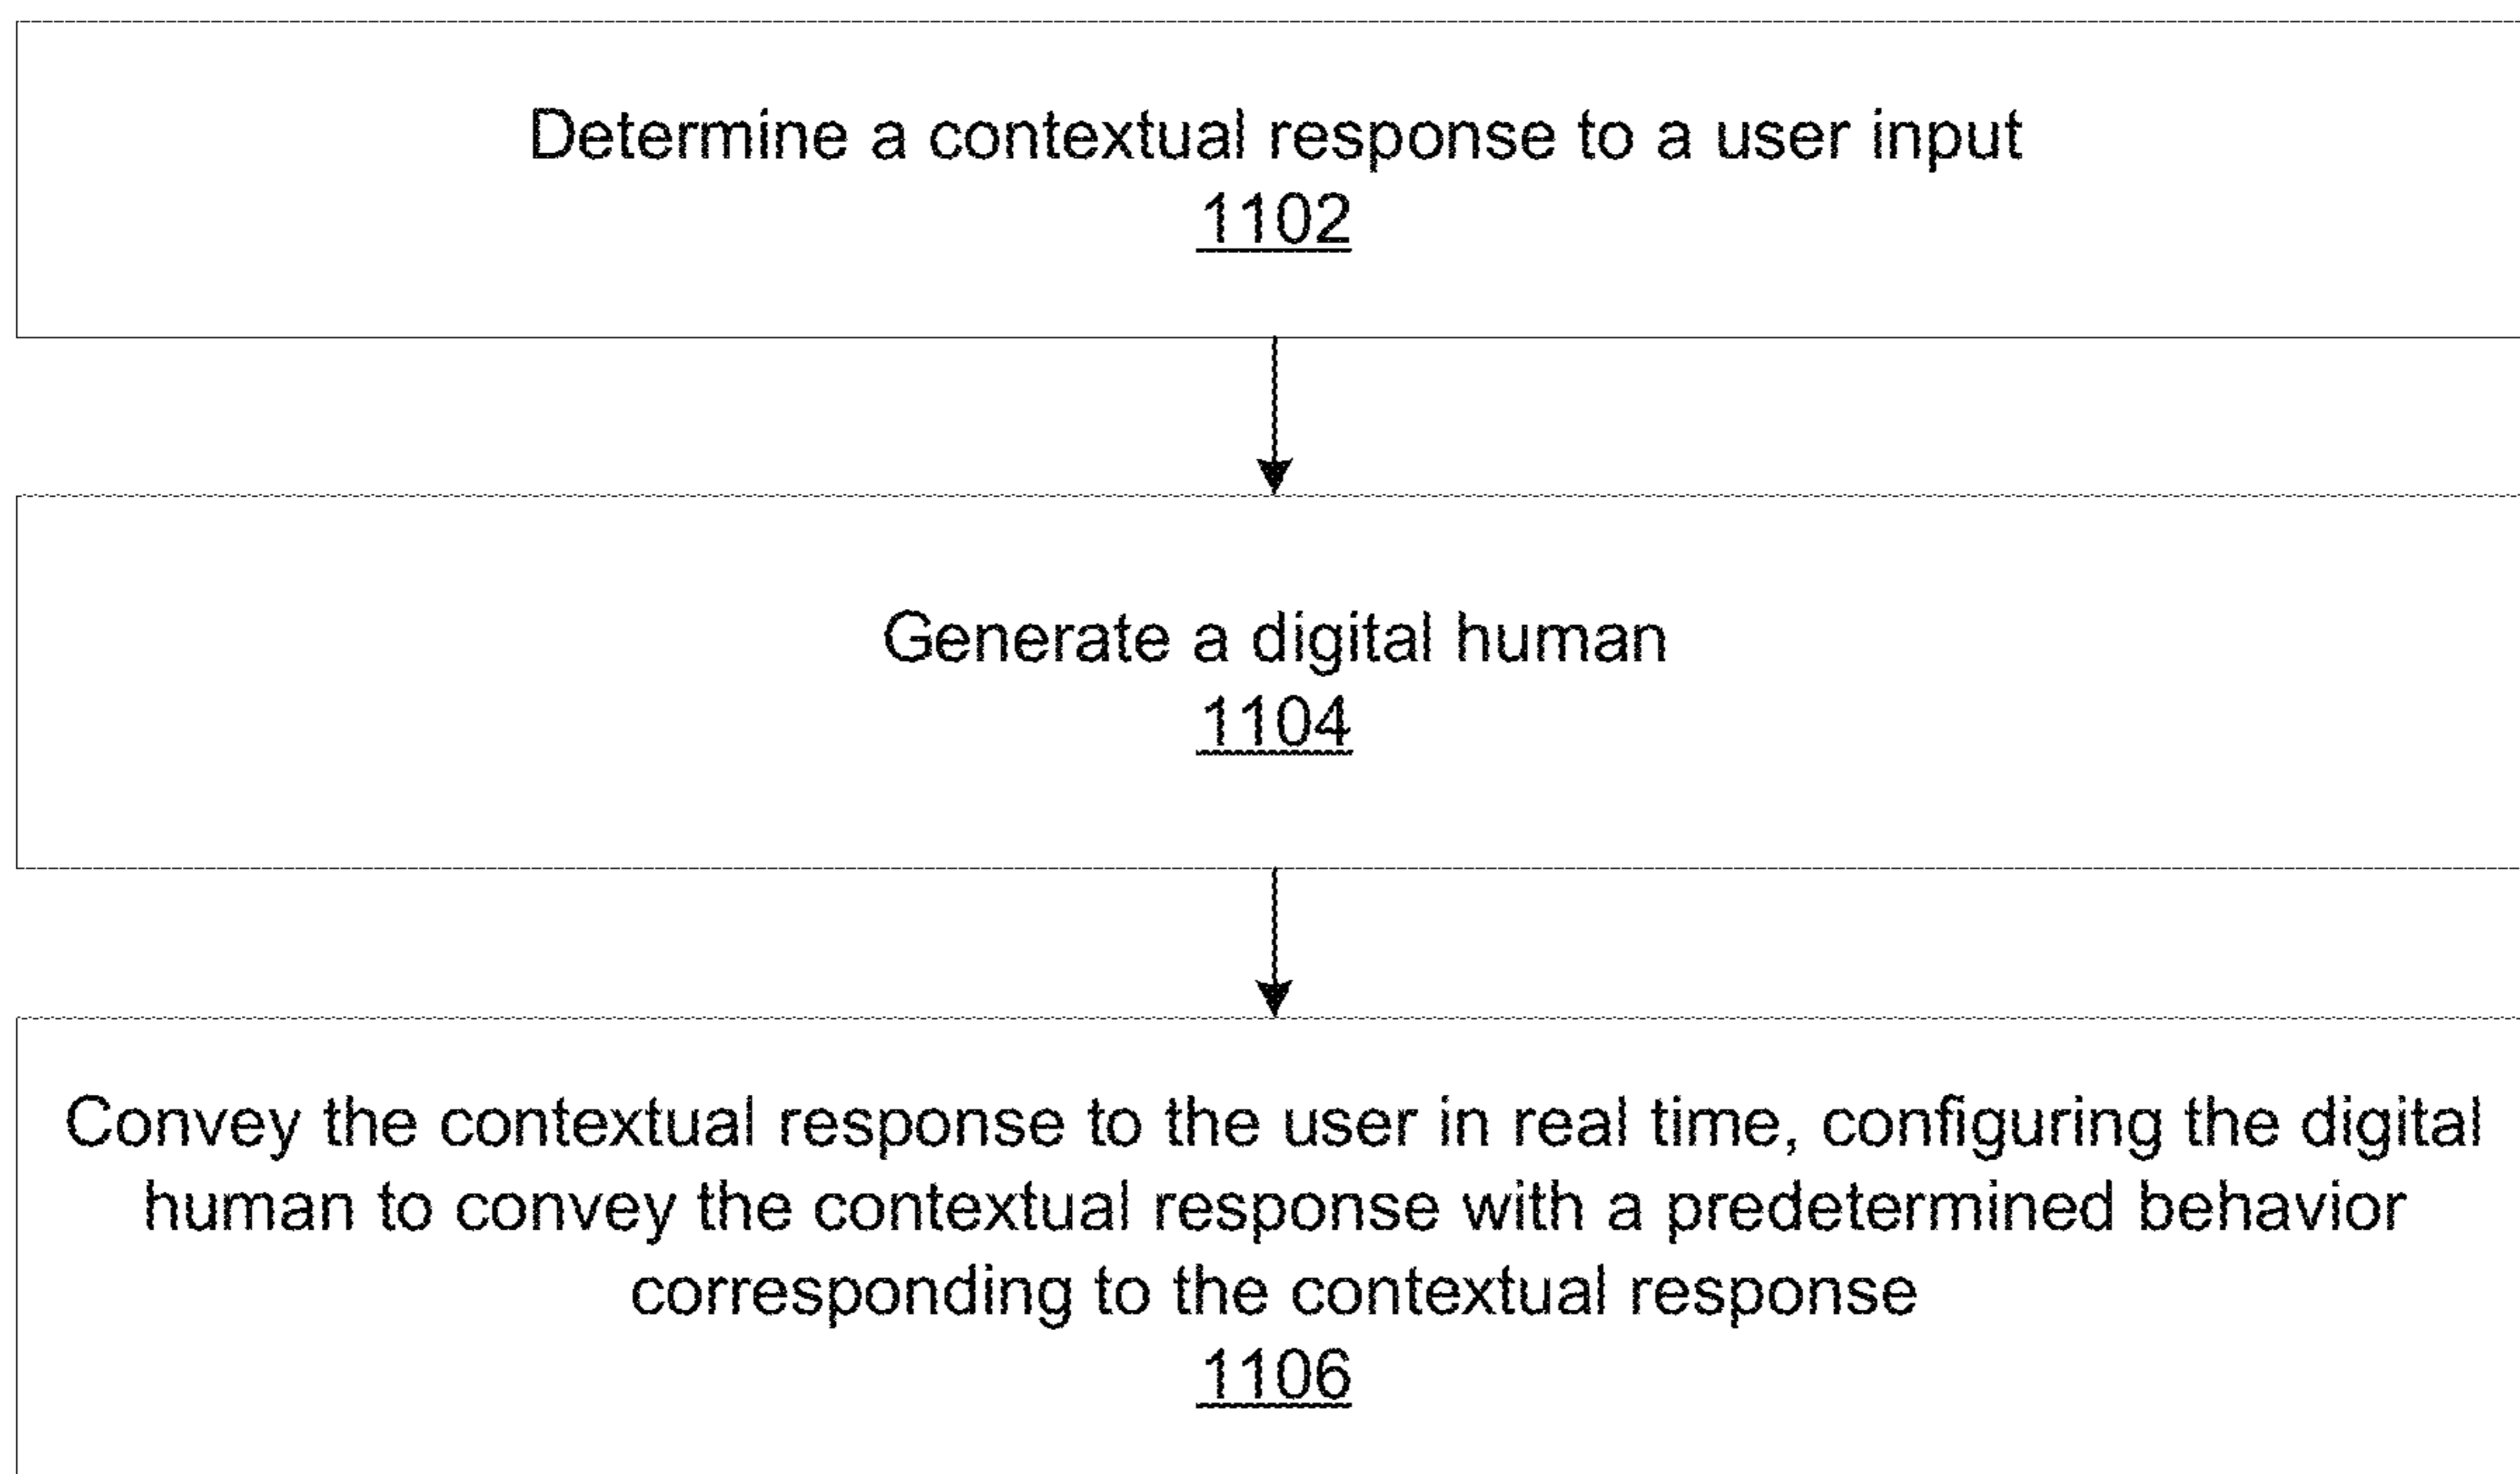 Determine a contextual response to a user input
1102
Generate a digital human
1104
Convey the contextual response to the user in real time, configuring the digital
human to convey the contextual response with a predetermined behavior
corresponding to the contextual response
1106